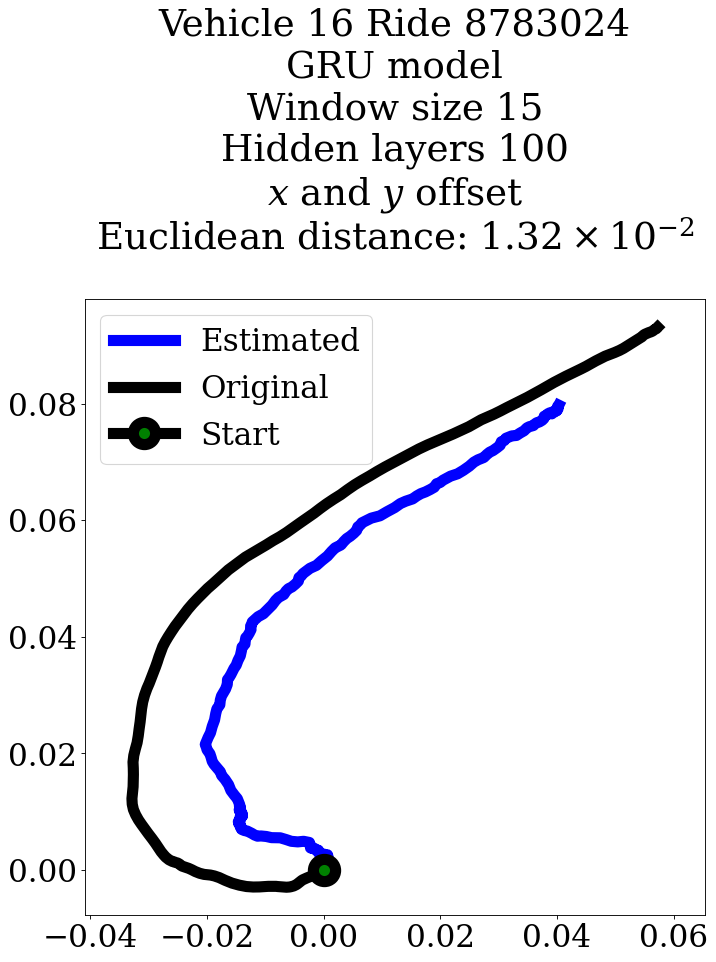 Vehicle 16 Ride 8783024
GRU model
Window size 15
Hidden layers 100
x and y offset
Euclidean distance: 1.32 × 10⁻²
Estimated
Original
Start
0.08
0.06
0.04
0.02
0.00
−0.04 −0.02 0.00 0.02 0.04 0.06